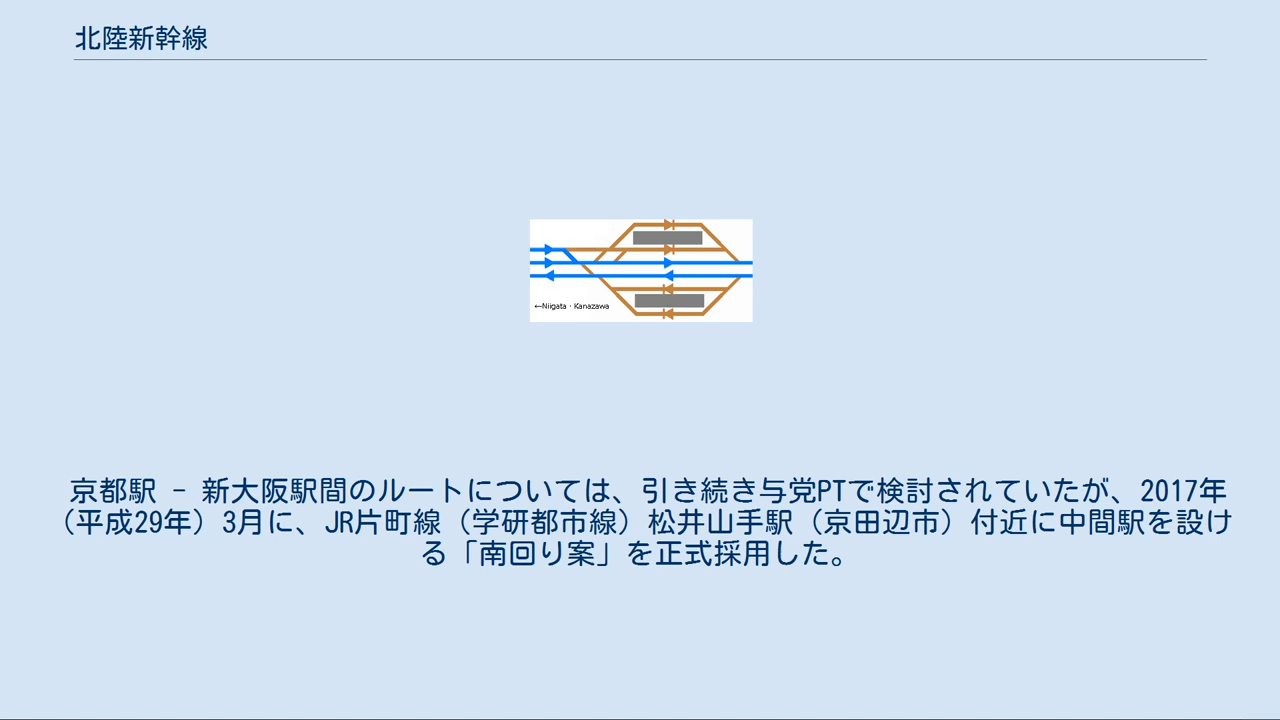 北陸新幹線
←Niigata・Kanazawa
京都駅 - 新大阪駅間のルートについては、引き続き与党PTで検討されていたが、2017年
（平成29年）3月に、JR片町線（学研都市線）松井山手駅（京田辺市）付近に中間駅を設け
る「南回り案」を正式採用した。